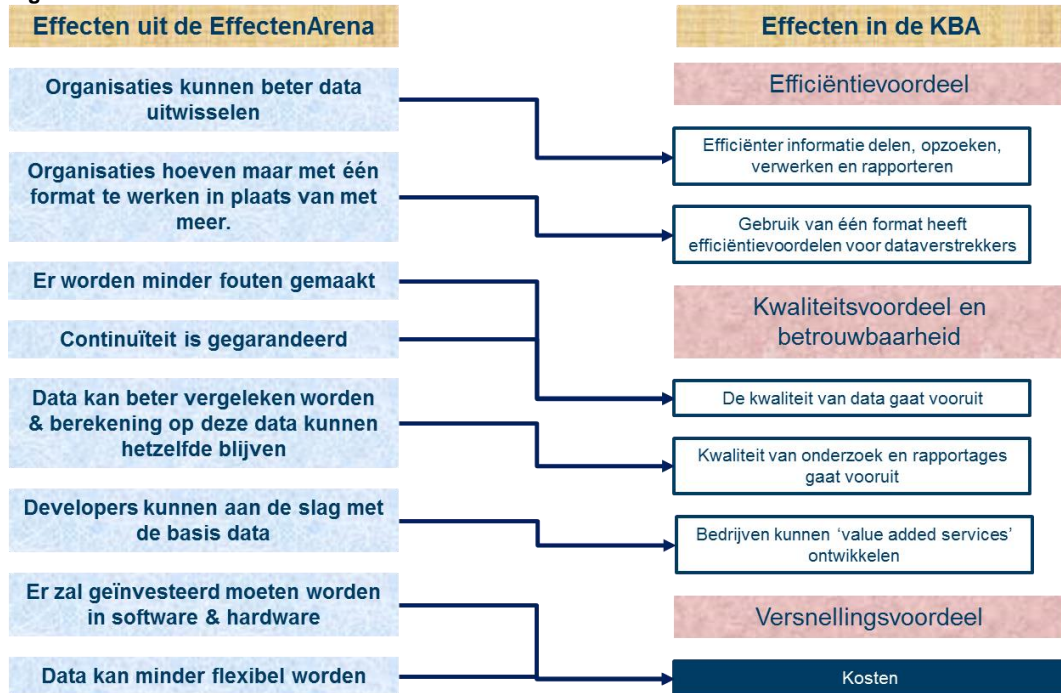 Effecten uit de EffectenArena
Organisaties kunnen beter data
uitwisselen
Organisaties hoeven maar met één
format te werken in plaats van met
meer.
Er worden minder fouten gemaakt
Continuïteit is gegarandeerd
Data kan beter vergeleken worden
& berekening op deze data kunnen
hetzelfde blijven
Developers kunnen aan de slag met
de basis data
Er zal geïnvesteerd moeten worden
in software & hardware
Data kan minder flexibel worden
Effecten in de KBA
Efficiëntievoordeel
Efficiënter informatie delen, opzoeken,
verwerken en rapporteren
Gebruik van één format heeft
efficiëntievoordelen voor dataverstrekkers
Kwaliteitsvoordeel en
betrouwbaarheid
De kwaliteit van data gaat vooruit
Kwaliteit van onderzoek en rapportages
gaat vooruit
Bedrijven kunnen ‘value added services’
ontwikkelen
Versnellingsvoordeel
Kosten